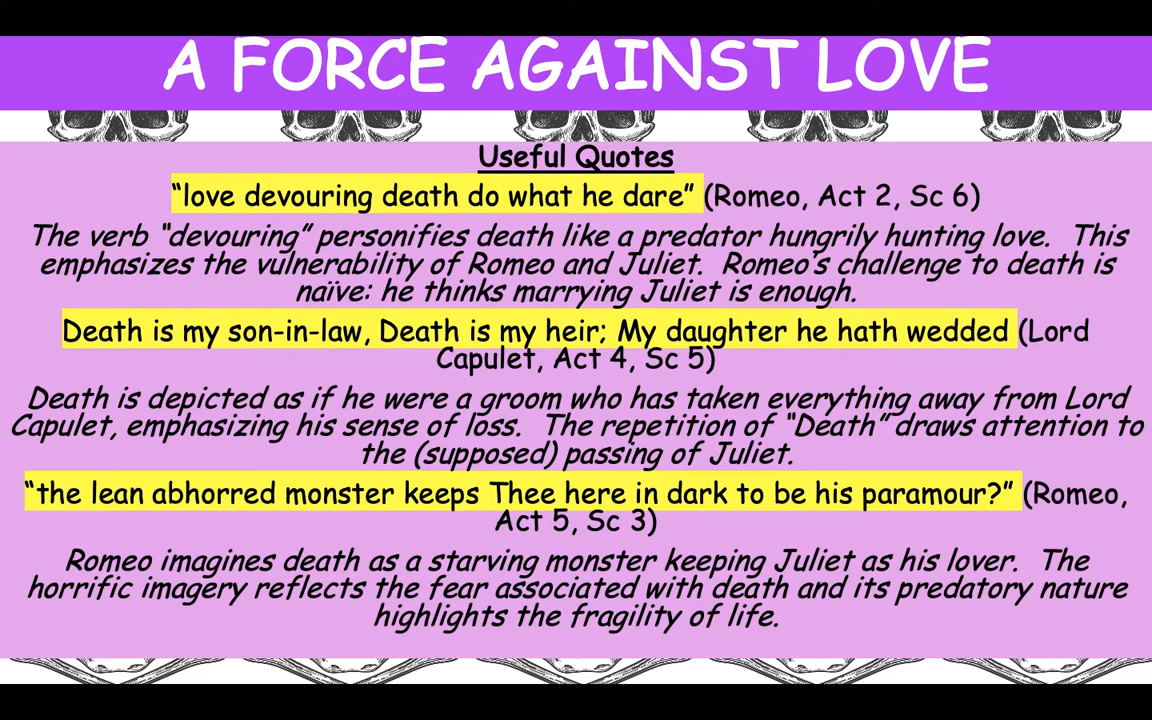 A FORCE AGAINST LOVE
Useful Quotes
“love devouring death do what he dare” (Romeo, Act 2, Sc 6)
The verb “devouring” personifies death like a predator hungrily hunting love. This
emphasizes the vulnerability of Romeo and Juliet. Romeo's challenge to death is
naïve: he thinks marrying Juliet is enough.
Death is my son-in-law, Death is my heir; My daughter he hath wedded (Lord
Capulet, Act 4, Sc 5)
Death is depicted as if he were a groom who has taken everything away from Lord
Capulet, emphasizing his sense of loss. The repetition of “Death” draws attention to
the (supposed) passing of Juliet.
“the lean abhorred monster keeps Thee here in dark to be his paramour?” (Romeo,
Act 5, Sc 3)
Romeo imagines death as a starving monster keeping Juliet as his lover. The
horrific imagery reflects the fear associated with death and its predatory nature
highlights the fragility of life.